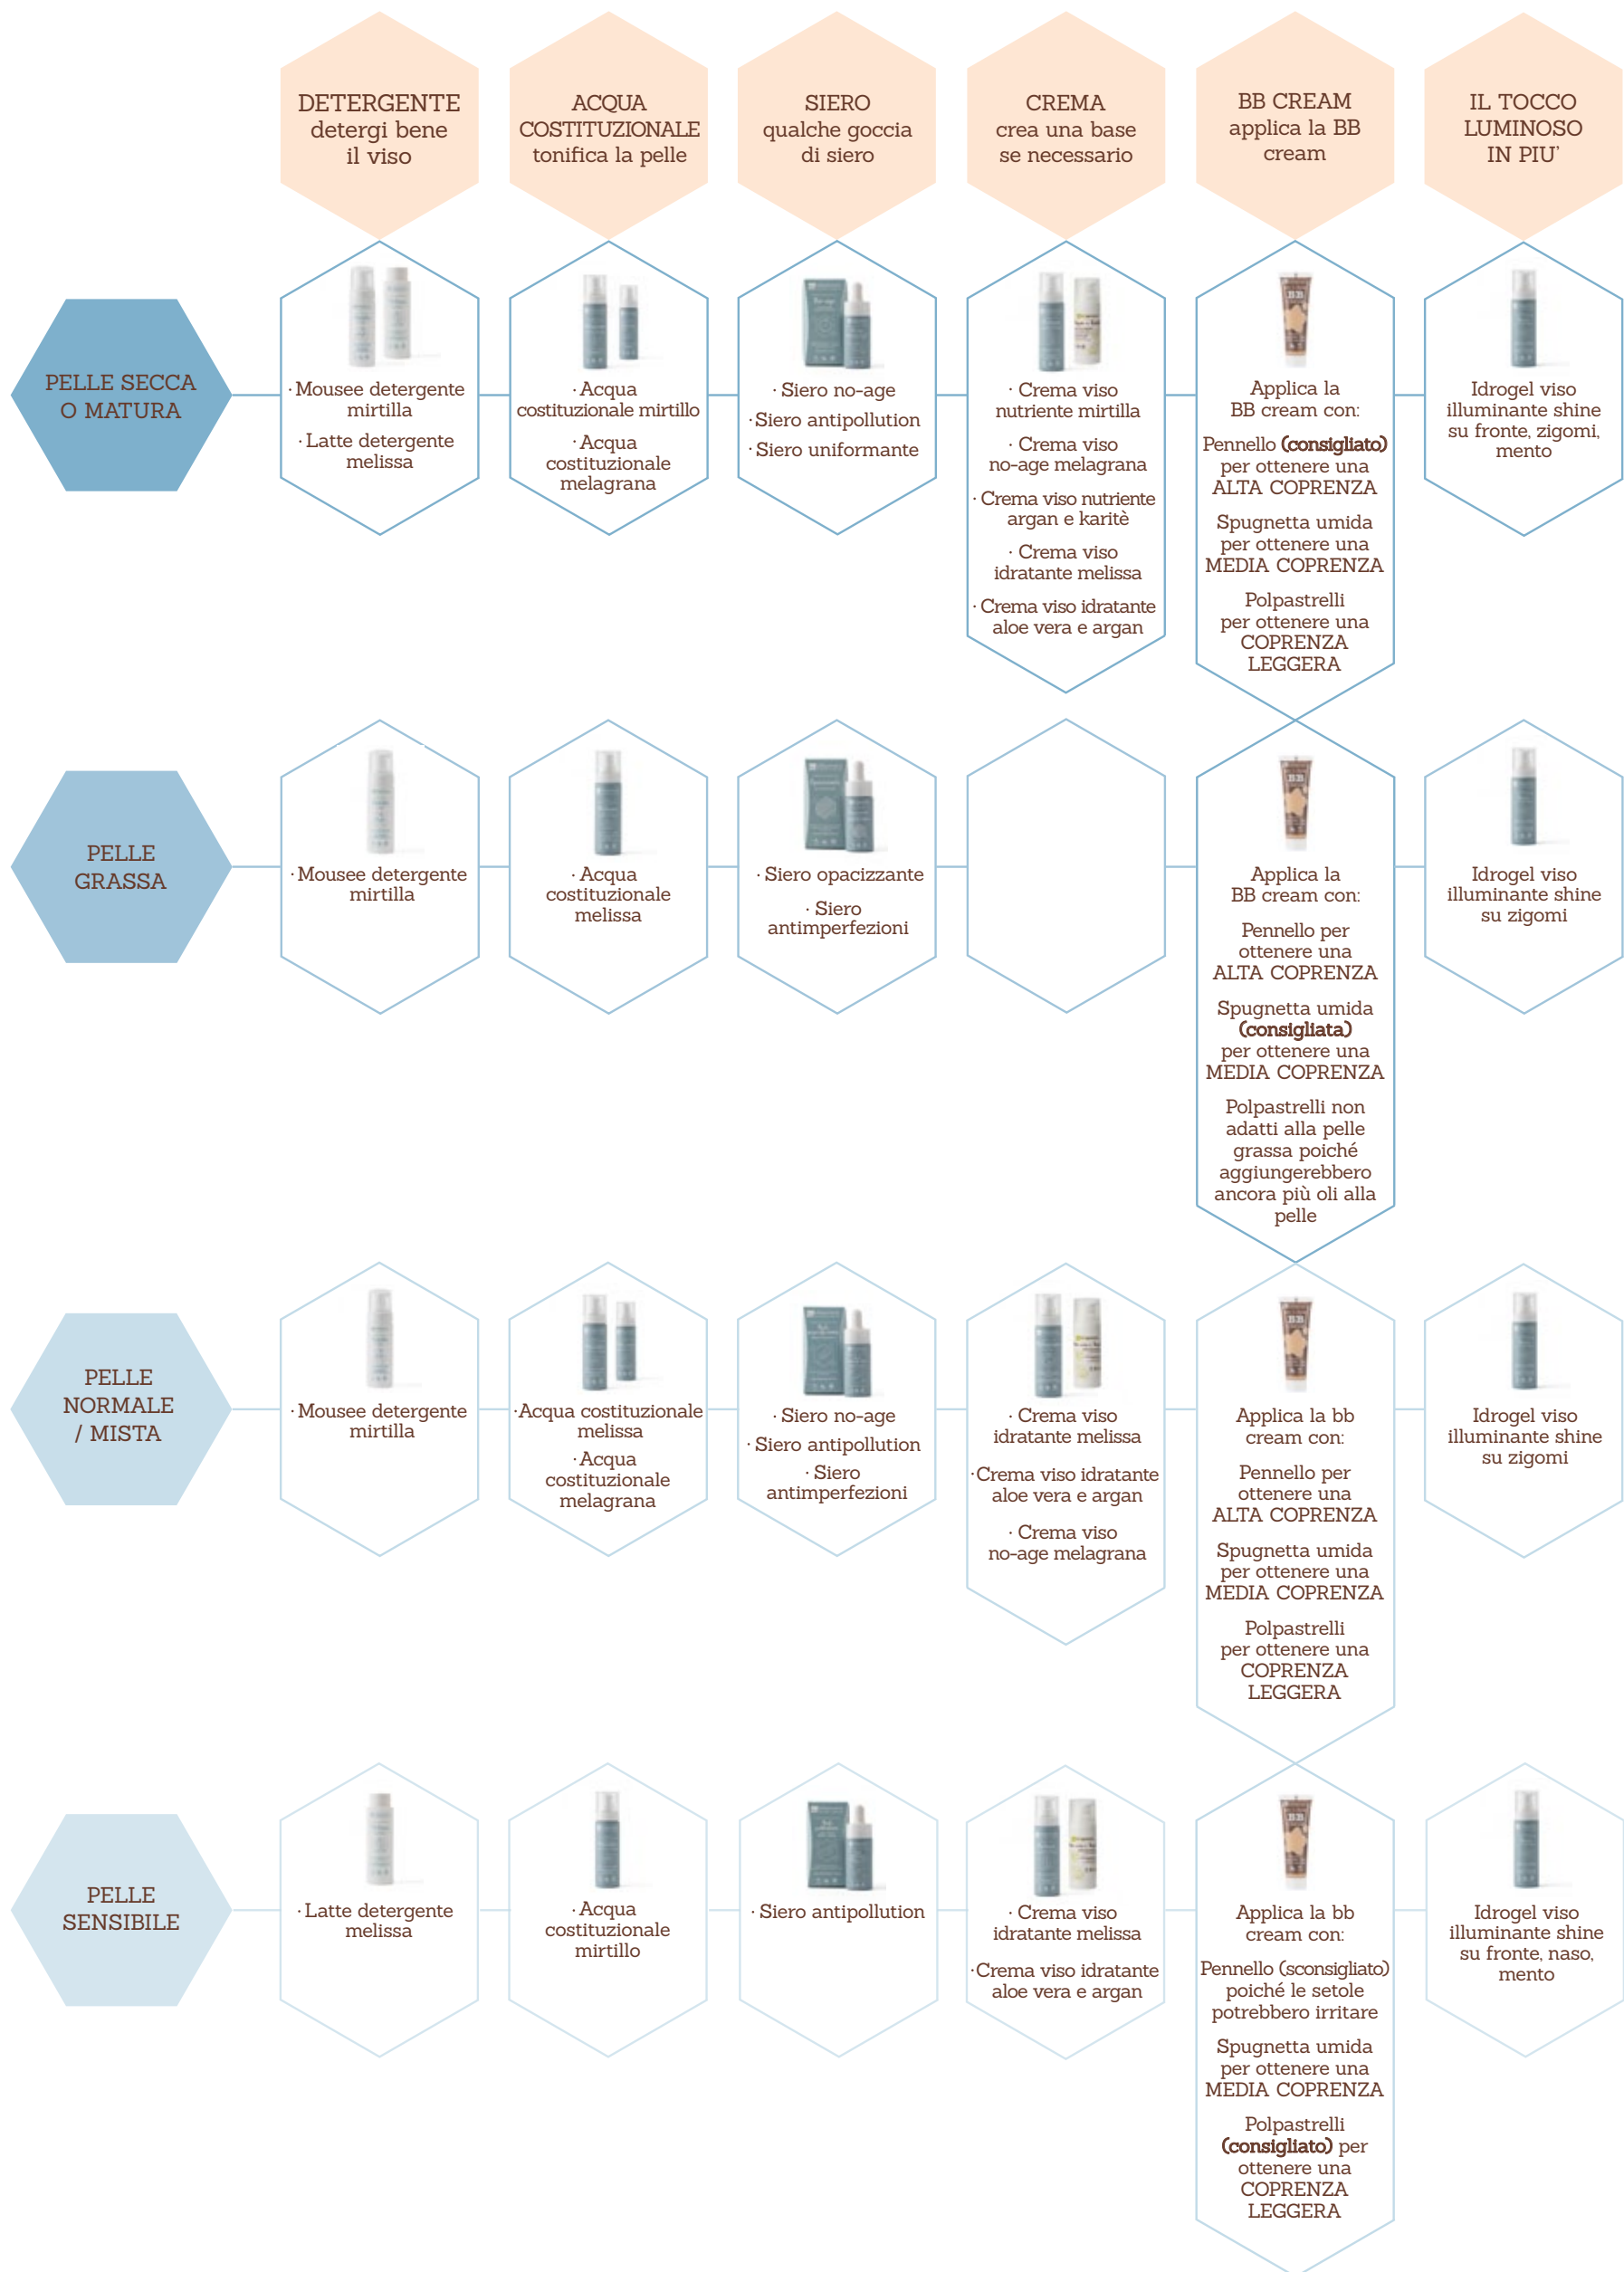 DETERGENTE
detergi bene
il viso
ACQUA
COSTITUZIONALE
tonifica la pelle
SIERO
qualche goccia
di siero
CREMA
crea una base
se necessario
BB CREAM
applica la BB
cream
IL TOCCO
LUMINOSO
IN PIU'
PELLE SECCA
O MATURA
· Mousee detergente
mirtilla
· Latte detergente
melissa
· Acqua
costituzionale mirtillo
· Acqua
costituzionale
melagrana
· Siero no-age
· Siero antipollution
· Siero uniformante
· Crema viso
nutriente mirtilla
· Crema viso
no-age melagrana
· Crema viso nutriente
argan e karitè
· Crema viso
idratante melissa
· Crema viso idratante
aloe vera e argan
BB
Applica la
BB cream con:
Pennello (consigliato)
per ottenere una
ALTA COPRENZA
Spugnetta umida
per ottenere una
MEDIA COPRENZA
Polpastrelli
per ottenere una
COPRENZA
LEGGERA
Idrogel viso
illuminante shine
su fronte, zigomi,
mento
PELLE
GRASSA
· Mousee detergente
mirtilla
· Acqua
costituzionale
melissa
· Siero opacizzante
· Siero
antimperfezioni
BB
Applica la
BB cream con:
Pennello per
ottenere una
ALTA COPRENZA
Spugnetta umida
(consigliata)
per ottenere una
MEDIA COPRENZA
Polpastrelli non
adatti alla pelle
grassa poiché
aggiungerebbero
ancora più oli alla
pelle
Idrogel viso
illuminante shine
su zigomi
PELLE
NORMALE
/ MISTA
· Mousee detergente
mirtilla
· Acqua costituzionale
melissa
· Acqua
costituzionale
melagrana
· Siero no-age
· Siero antipollution
· Siero
antimperfezioni
· Crema viso
idratante melissa
· Crema viso idratante
aloe vera e argan
· Crema viso
no-age melagrana
BB
Applica la bb
cream con:
Pennello per
ottenere una
ALTA COPRENZA
Spugnetta umida
per ottenere una
MEDIA COPRENZA
Polpastrelli
per ottenere una
COPRENZA
LEGGERA
Idrogel viso
illuminante shine
su zigomi
PELLE
SENSIBILE
· Latte detergente
melissa
· Acqua
costituzionale
mirtillo
· Siero antipollution
· Crema viso
idratante melissa
· Crema viso idratante
aloe vera e argan
BB
Applica la bb
cream con:
Pennello (sconsigliato)
poiché le setole
potrebbero irritare
Spugnetta umida
per ottenere una
MEDIA COPRENZA
Polpastrelli
(consigliato) per
ottenere una
COPRENZA
LEGGERA
Idrogel viso
illuminante shine
su fronte, naso,
mento